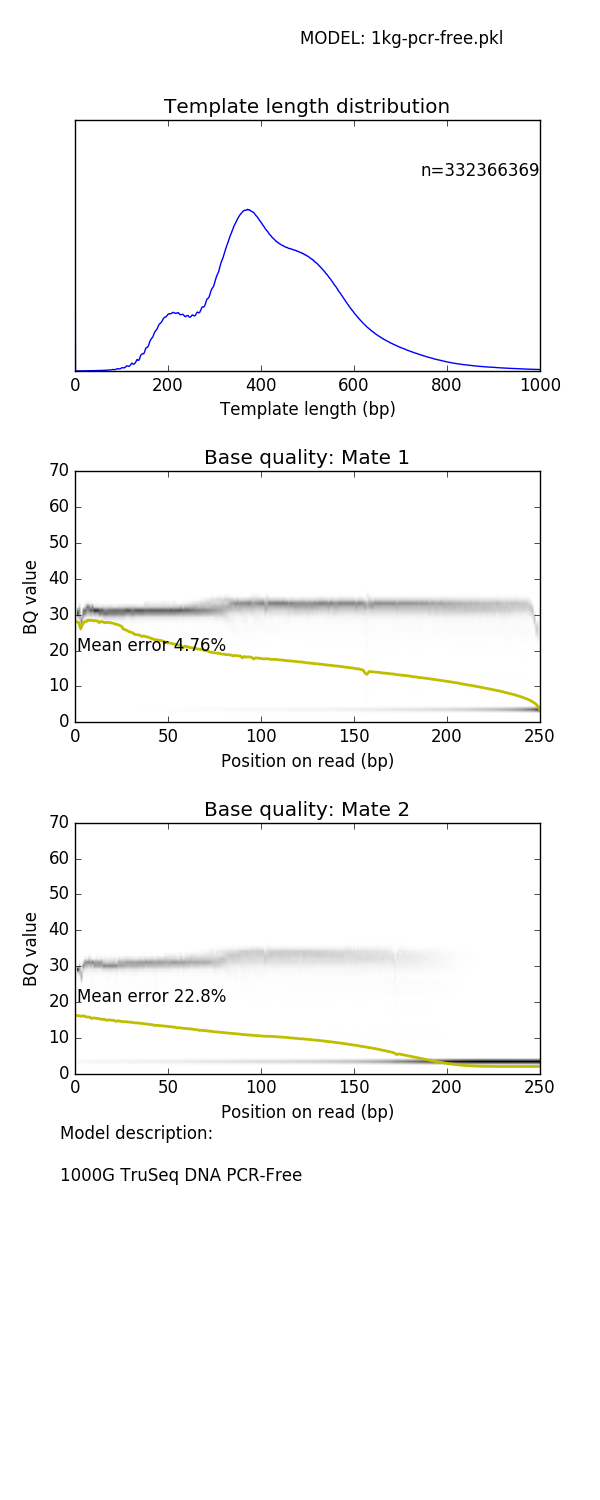 MODEL: 1kg-pcr-free.pkl
Template length distribution
n=332366369
0 200 400 600 800 1000
Template length (bp)
Base quality: Mate 1
70
60
50
40
30
20
10
0
BQ value
Mean error 4.76%
0 50 100 150 200 250
Position on read (bp)
Base quality: Mate 2
70
60
50
40
30
20
10
0
BQ value
Mean error 22.8%
0 50 100 150 200 250
Position on read (bp)
Model description:
1000G TruSeq DNA PCR-Free